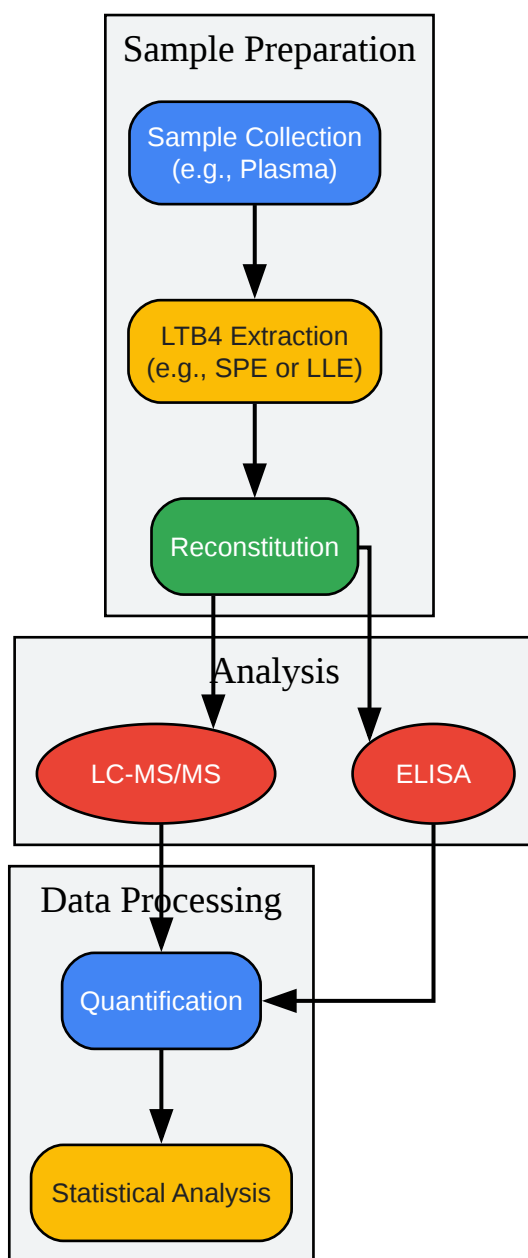 Sample Preparation
Sample Collection
(e.g., Plasma)
LTB4 Extraction
(e.g., SPE or LLE)
Reconstitution
Analysis
LC-MS/MS
ELISA
Data Processing
Quantification
Statistical Analysis